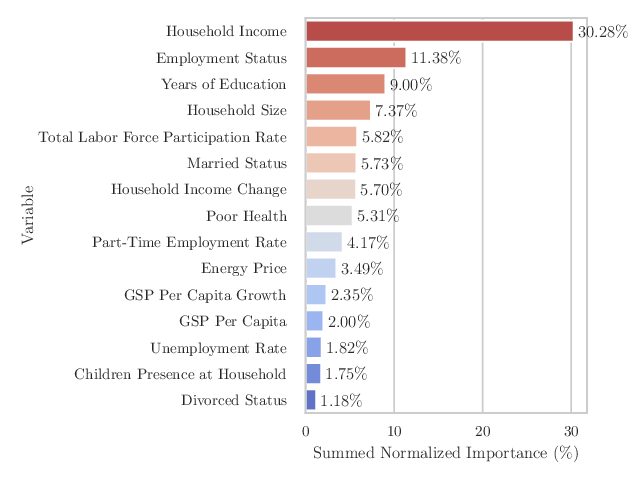 Household Income 30.28%
Employment Status 11.38%
Years of Education 9.00%
Household Size 7.37%
Total Labor Force Participation Rate 5.82%
Married Status 5.73%
Household Income Change 5.70%
Poor Health 5.31%
Part-Time Employment Rate 4.17%
Energy Price 3.49%
GSP Per Capita Growth 2.35%
GSP Per Capita 2.00%
Unemployment Rate 1.82%
Children Presence at Household 1.75%
Divorced Status 1.18%
Variable
0 10 20 30
Summed Normalized Importance (%)